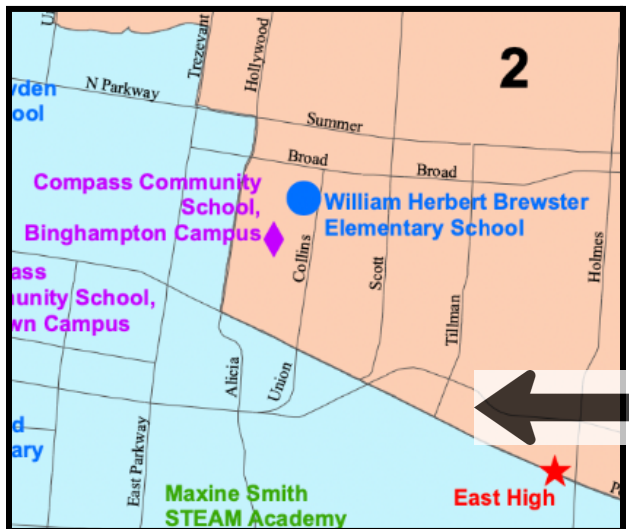 Trezevant
Hollywood
2
N Parkway
Summer
Broad
Broad
Compass Community
School,
Binghampton Campus
William Herbert Brewster
Elementary School
Collins
Scott
Holmes
Tillman
Alicia
Union
East Parkway
Maxine Smith
STEAM Academy
East High